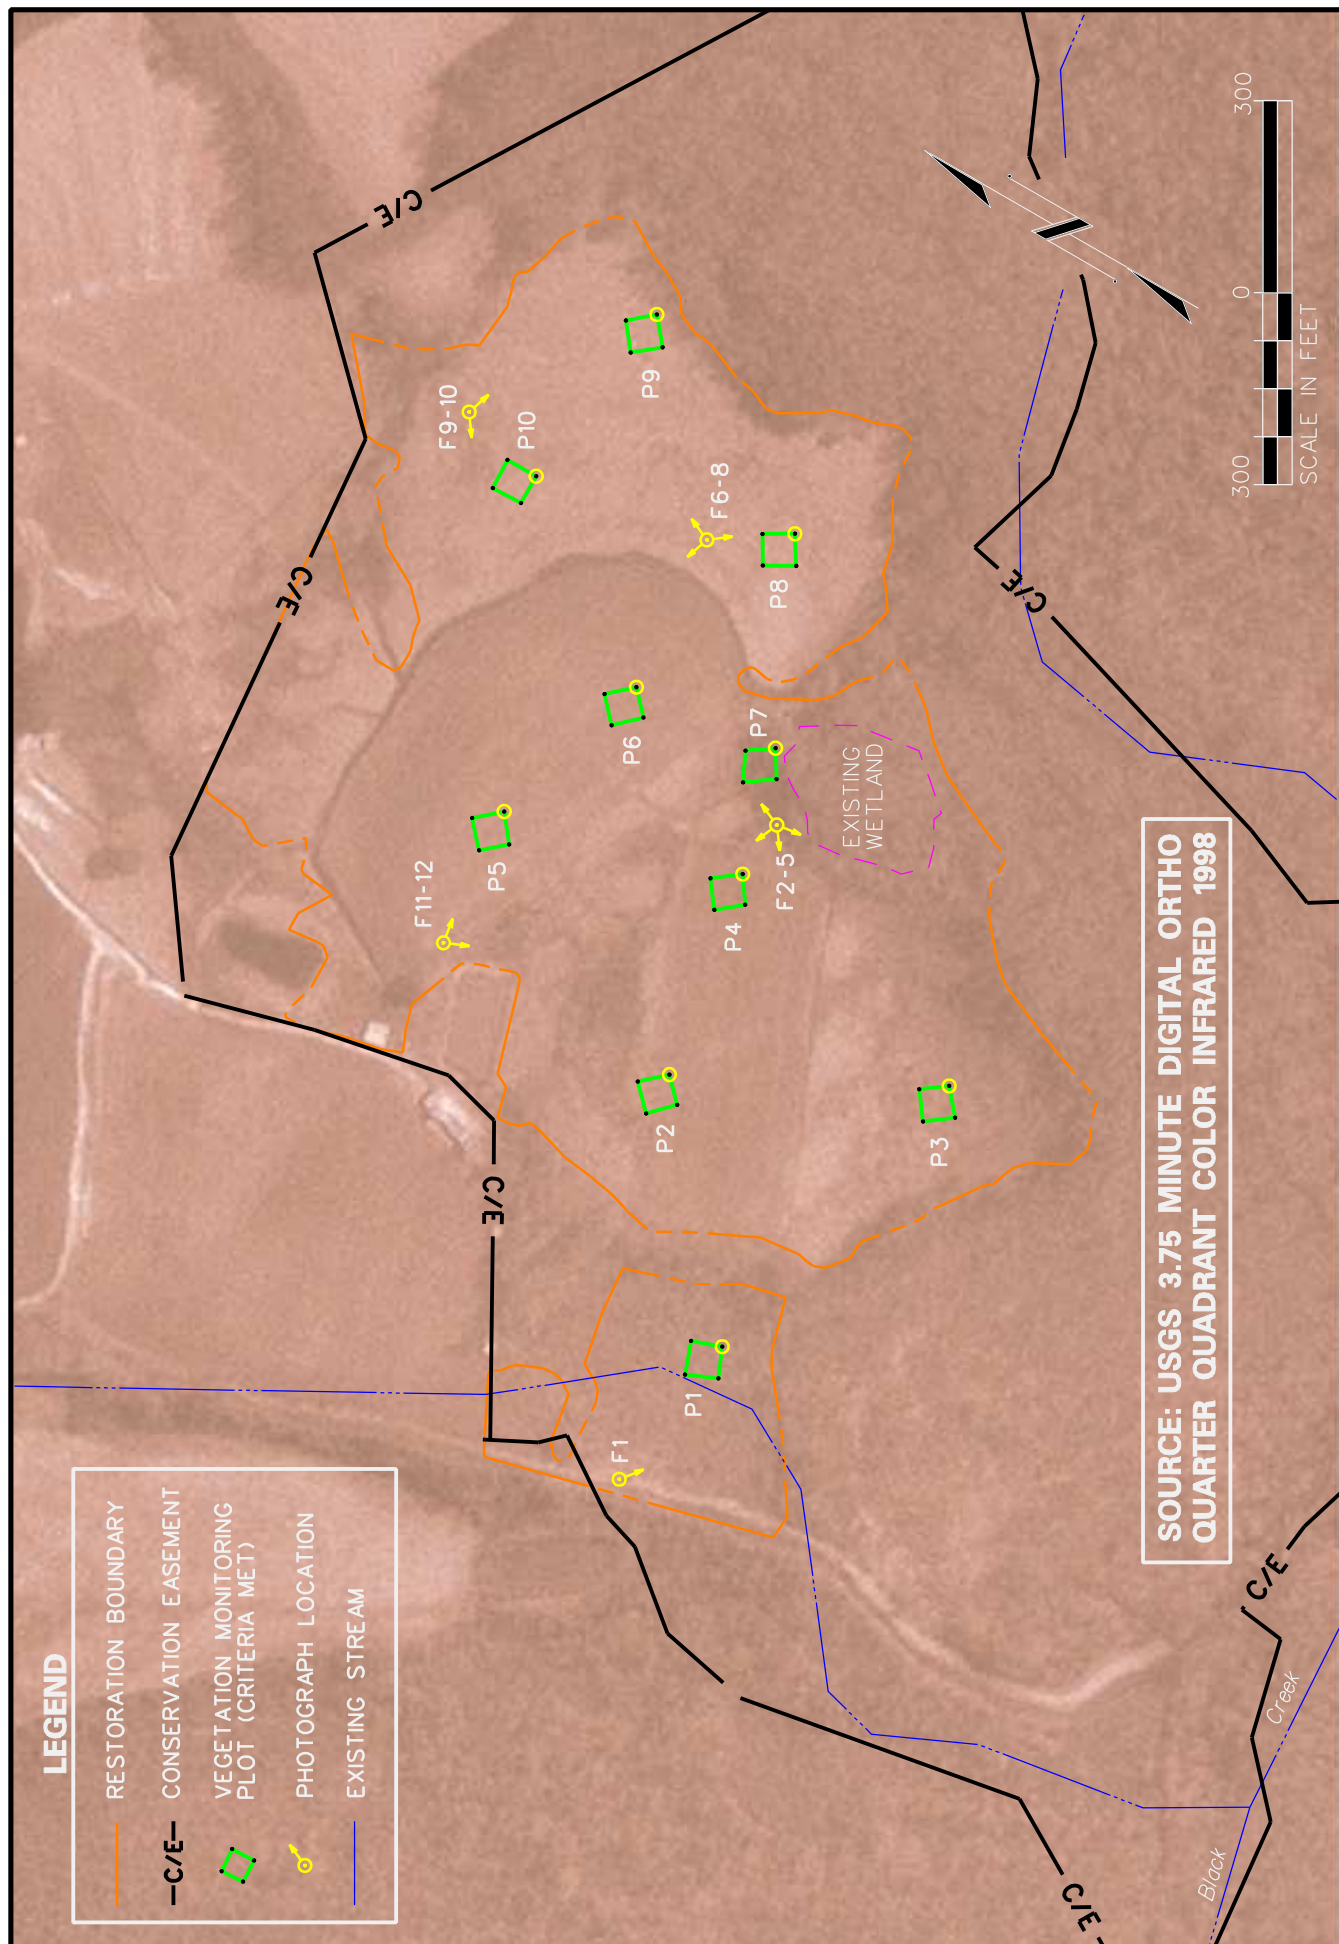 LEGEND
RESTORATION BOUNDARY
C/E
CONSERVATION EASEMENT
VEGETATION MONITORING
PLOT (CRITERIA MET)
PHOTOGRAPH LOCATION
EXISTING STREAM
C/E
C/E
C/E
F9-10
P10
P9
F6-8
P8
P6
P7
P5
F11-12
EXISTING
WETLAND
P4
F2-5
P2
P3
P1
F1
C/E
C/E
C/E
Black
Creek
300
0
300
SCALE IN FEET
SOURCE: USGS 3.75 MINUTE DIGITAL ORTHO
QUARTER QUADRANT COLOR INFRARED 1998